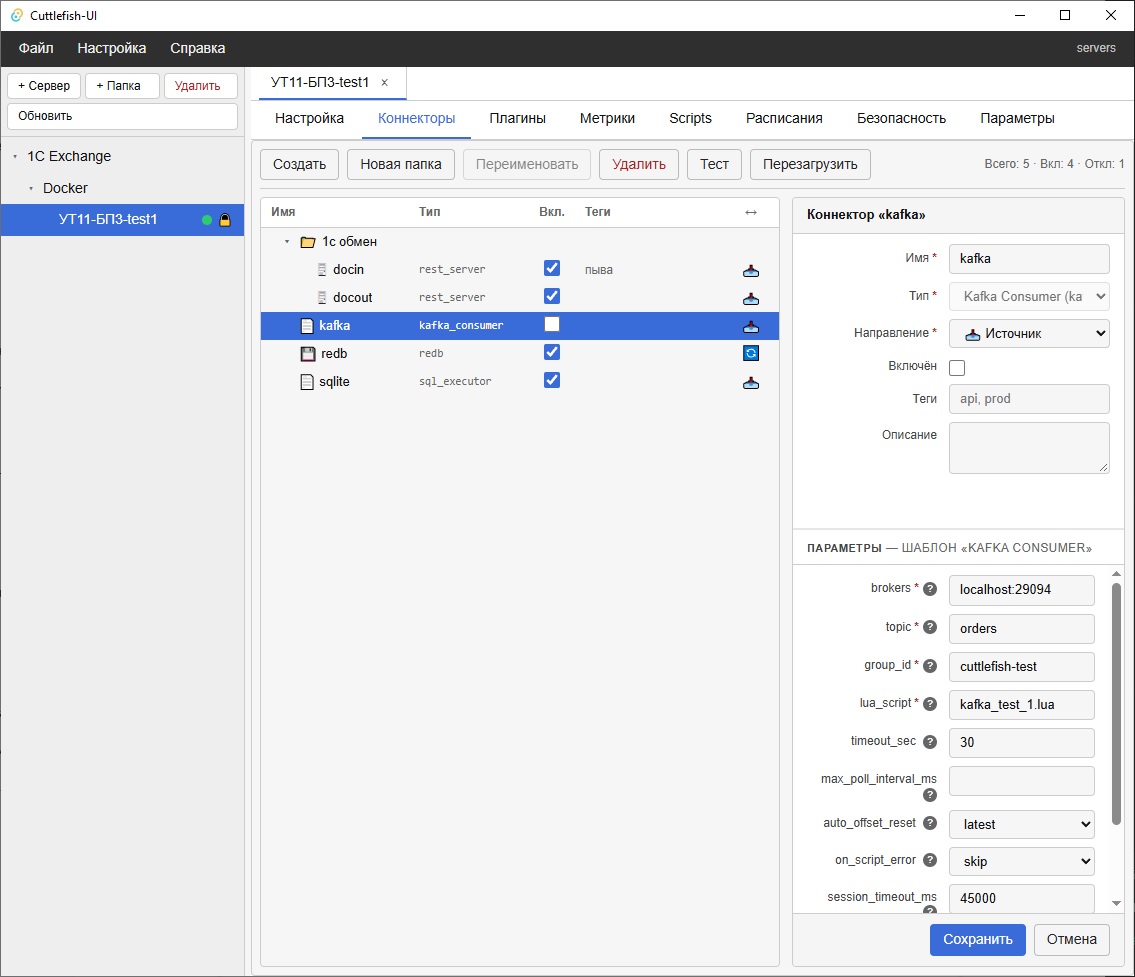 Cuttlefish-UI
Файл Настройка Справка servers
+ Сервер + Папка Удалить
Обновить
1C Exchange
Docker
УТ11-БП3-test1
УТ11-БП3-test1 ×
Настройка Коннекторы Плагины Метрики Scripts Расписания Безопасность Параметры
Создать Новая папка Переименовать Удалить Тест Перезагрузить Всего: 5 · Вкл: 4 · Откл: 1
Имя Тип Вкл. Теги ↔
1с обмен
docin rest_server пыва
docout rest_server
kafka kafka_consumer
redb redb
sqlite sql_executor
Коннектор «kafka»
Имя * kafka
Тип * Kafka Consumer (ka
Направление * Источник
Включён
Теги api, prod
Описание
ПАРАМЕТРЫ — ШАБЛОН «KAFKA CONSUMER»
brokers * ? localhost:29094
topic * ? orders
group_id * ? cuttlefish-test
lua_script * ? kafka_test_1.lua
timeout_sec ? 30
max_poll_interval_ms ?
auto_offset_reset ? latest
on_script_error ? skip
session_timeout_ms ? 45000
Сохранить Отмена